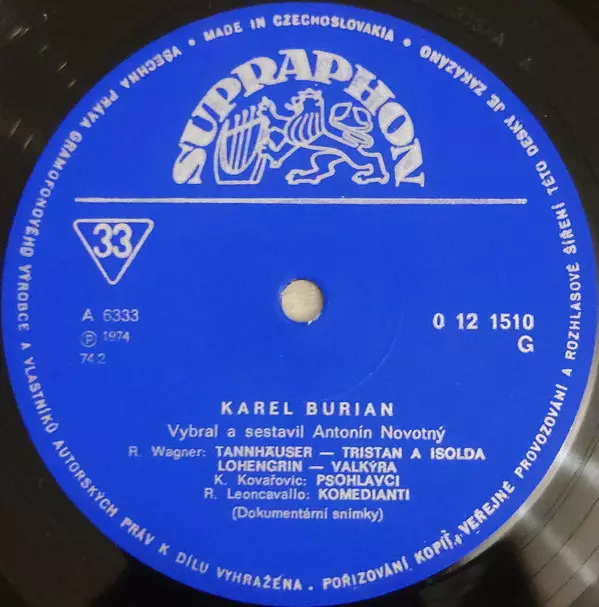 MADE IN CZECHOSLOVAKIA • VŠECHNA PRÁVA GRAMOFONOVÉHO VÝROBCE A VLASTNÍKŮ AUTORSKÝCH PRÁV K DÍLU VYHRAŽENA. POŘIZOVÁNÍ KOPIÍ, VEŘEJNÉ PROVOZOVÁNÍ A ROZHLASOVÉ ŠÍŘENÍ TÉTO DESKY JE ZAKÁZÁNO •
SUPRAPHON
33
A 6333
℗ 1974
74.2
0 12 1510
G
KAREL BURIAN
Vybral a sestavil Antonín Novotný
R. Wagner: TANNHÄUSER — TRISTAN A ISOLDA
LOHENGRIN — VALKÝRA
K. Kovařovic: PSOHLAVCI
R. Leoncavallo: KOMEDIANTI
(Dokumentární snímky)